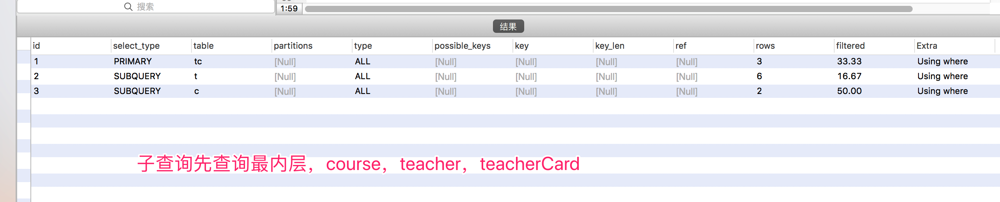 搜索
1:59
结果
id select_type table partitions type possible_keys key key_len ref rows filtered Extra
1 PRIMARY tc [Null] ALL [Null] [Null] [Null] [Null] 3 33.33 Using where
2 SUBQUERY t [Null] ALL [Null] [Null] [Null] [Null] 6 16.67 Using where
3 SUBQUERY c [Null] ALL [Null] [Null] [Null] [Null] 2 50.00 Using where
子查询先查询最内层，course，teacher，teacherCard